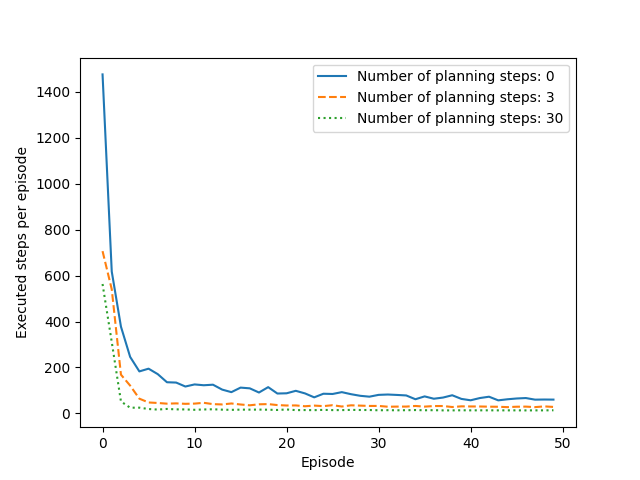 Number of planning steps: 0
Number of planning steps: 3
Number of planning steps: 30
1400
1200
1000
800
600
400
200
0
Executed steps per episode
0 10 20 30 40 50
Episode